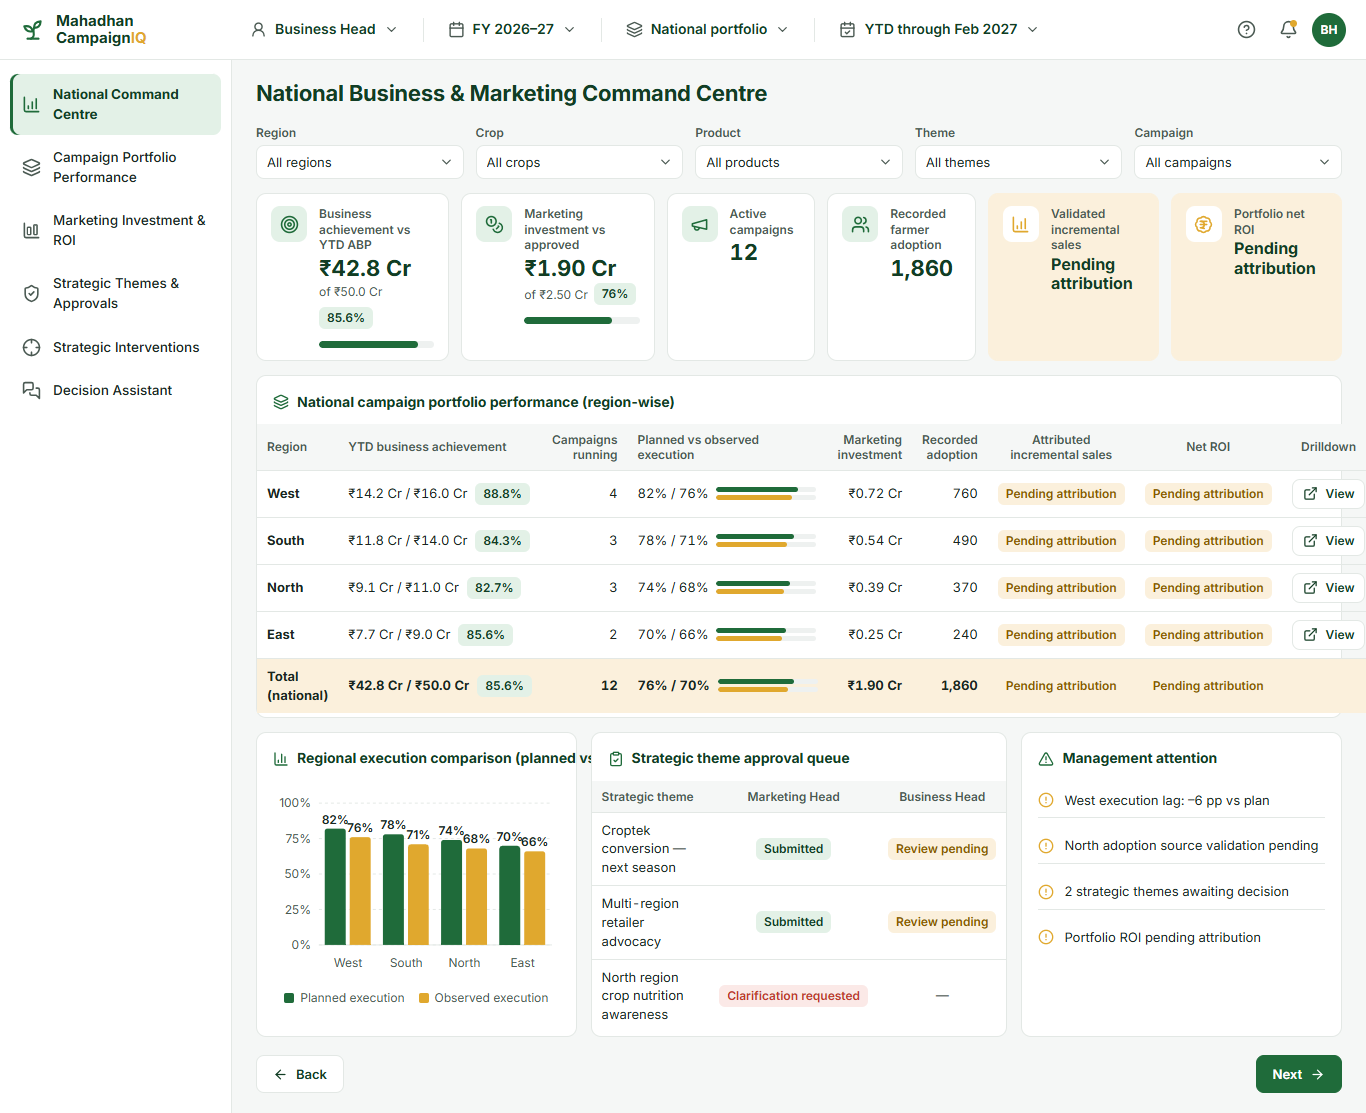 Mahadhan
CampaignIQ
Business Head
FY 2026–27
National portfolio
YTD through Feb 2027
BH
National Command
Centre
Campaign Portfolio
Performance
Marketing Investment &
ROI
Strategic Themes &
Approvals
Strategic Interventions
Decision Assistant
National Business & Marketing Command Centre
Region
Crop
Product
Theme
Campaign
All regions
All crops
All products
All themes
All campaigns
Business
achievement vs
YTD ABP
₹42.8 Cr
of ₹50.0 Cr
85.6%
Marketing
investment vs
approved
₹1.90 Cr
of ₹2.50 Cr 76%
Active
campaigns
12
Recorded
farmer
adoption
1,860
Validated
incremental
sales
Pending
attribution
Portfolio net
ROI
Pending
attribution
National campaign portfolio performance (region-wise)
Region YTD business achievement Campaigns running Planned vs observed execution Marketing investment Recorded adoption Attributed incremental sales Net ROI Drilldown
West ₹14.2 Cr / ₹16.0 Cr 88.8% 4 82% / 76% ₹0.72 Cr 760 Pending attribution Pending attribution View
South ₹11.8 Cr / ₹14.0 Cr 84.3% 3 78% / 71% ₹0.54 Cr 490 Pending attribution Pending attribution View
North ₹9.1 Cr / ₹11.0 Cr 82.7% 3 74% / 68% ₹0.39 Cr 370 Pending attribution Pending attribution View
East ₹7.7 Cr / ₹9.0 Cr 85.6% 2 70% / 66% ₹0.25 Cr 240 Pending attribution Pending attribution View
Total (national) ₹42.8 Cr / ₹50.0 Cr 85.6% 12 76% / 70% ₹1.90 Cr 1,860 Pending attribution Pending attribution
Regional execution comparison (planned vs
100%
75%
50%
25%
0%
82% 76% 78% 71% 74% 68% 70% 66%
West South North East
Planned execution Observed execution
Strategic theme approval queue
Strategic theme Marketing Head Business Head
Croptek
conversion —
next season
Submitted Review pending
Multi-region
retailer
advocacy
Submitted Review pending
North region
crop nutrition
awareness
Clarification requested —
Management attention
West execution lag: −6 pp vs plan
North adoption source validation pending
2 strategic themes awaiting decision
Portfolio ROI pending attribution
Back
Next